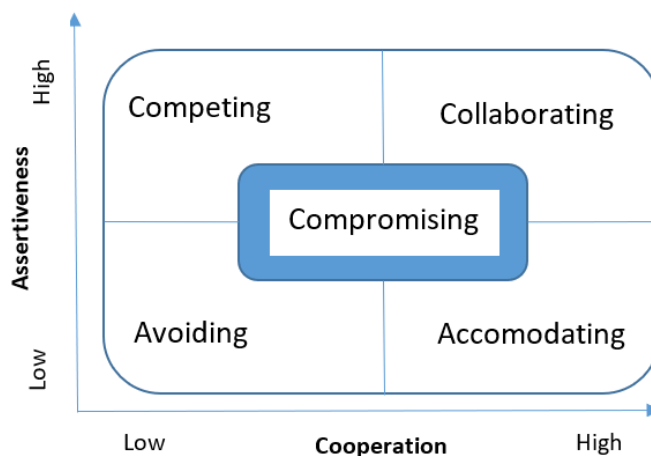 High
Competing
Collaborating
Assertiveness
Compromising
Avoiding
Accomodating
Low
Low
Cooperation
High